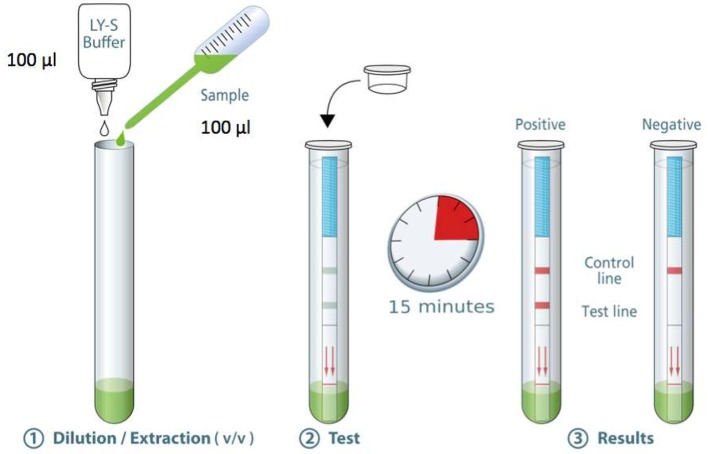 LY-S
Buffer
100 µl
Sample
100 µl
15 minutes
Positive
Negative
Control
line
Test line
① Dilution / Extraction ( v/v )
② Test
③ Results